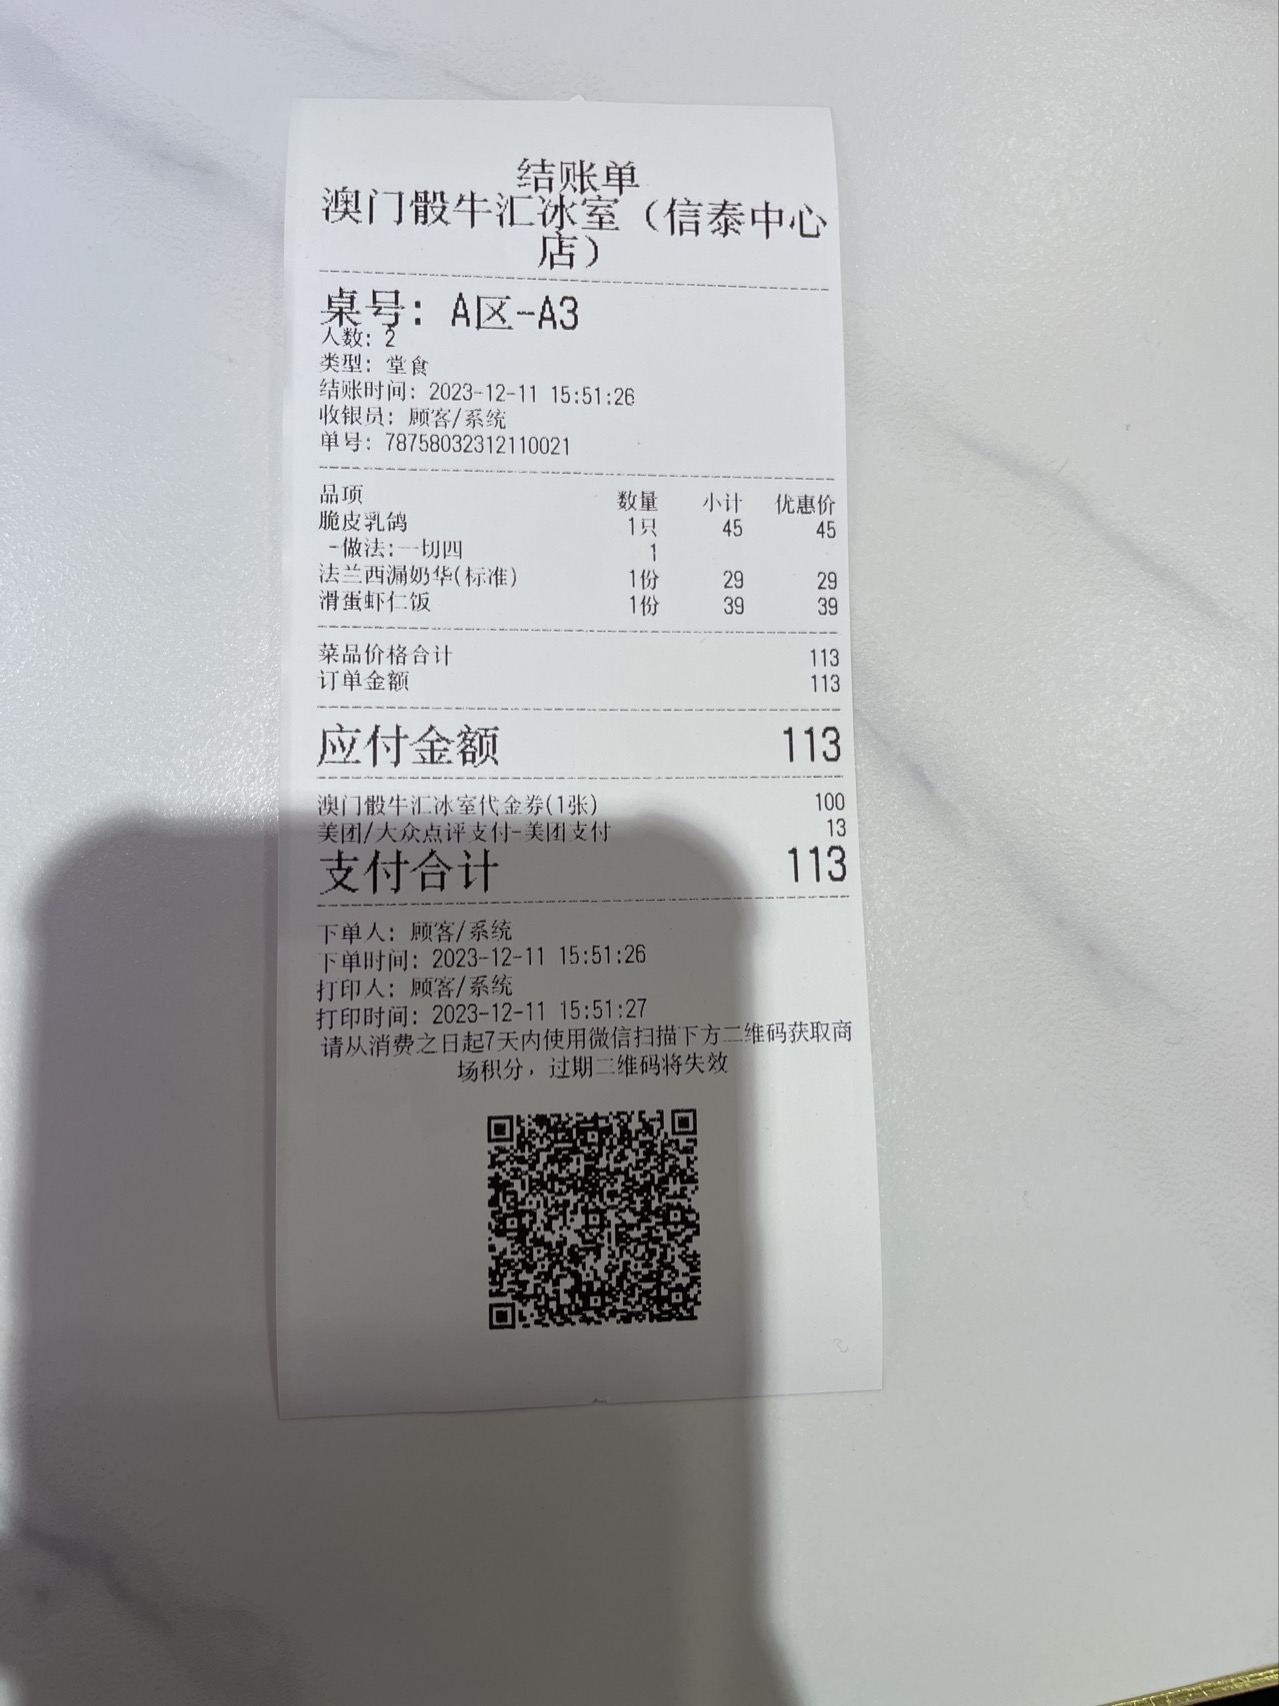 结账单
澳门骰牛汇冰室（信泰中心
店）
桌号：A区-A3
人数：2
类型：堂食
结账时间：2023-12-11 15:51:26
收银员：顾客/系统
单号：78758032312110021
品项 数量 小计 优惠价
脆皮乳鸽 1只 45 45
-做法:一切四 1
法兰西漏奶华(标准) 1份 29 29
滑蛋虾仁饭 1份 39 39
菜品价格合计 113
订单金额 113
应付金额 113
澳门骰牛汇冰室代金券(1张) 100
美团/大众点评支付-美团支付 13
支付合计 113
下单人：顾客/系统
下单时间：2023-12-11 15:51:26
打印人：顾客/系统
打印时间：2023-12-11 15:51:27
请从消费之日起7天内使用微信扫描下方二维码获取商
场积分，过期二维码将失效